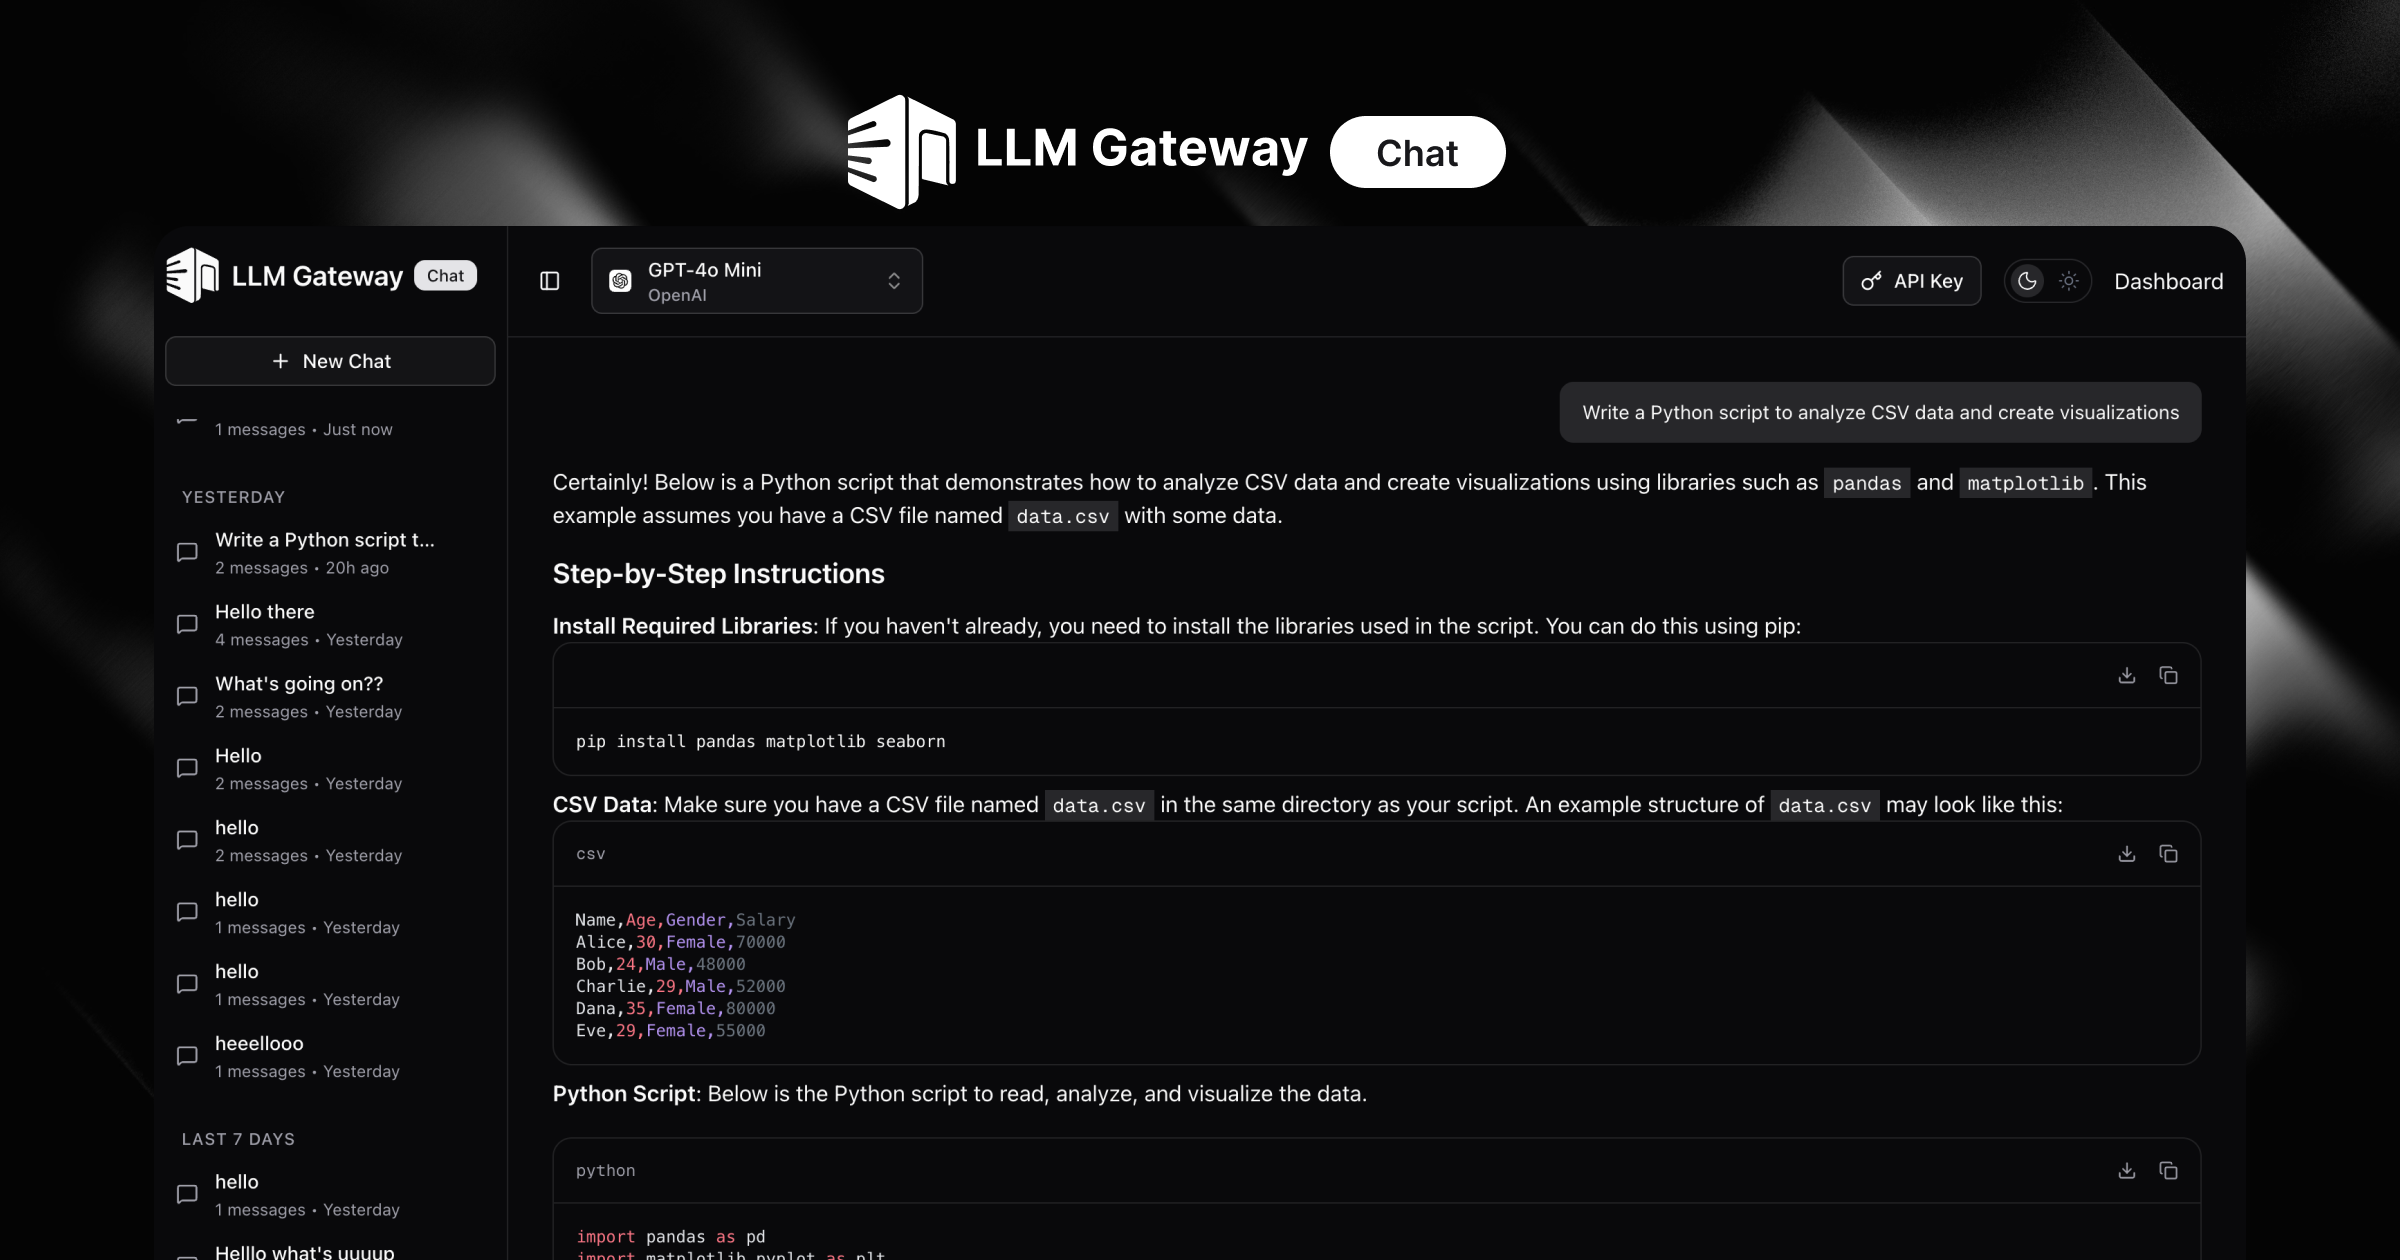 LLM Gateway Chat
LLM Gateway Chat
New Chat
1 messages • Just now
YESTERDAY
Write a Python script t...
2 messages • 20h ago
Hello there
4 messages • Yesterday
What's going on??
2 messages • Yesterday
Hello
2 messages • Yesterday
hello
2 messages • Yesterday
hello
1 messages • Yesterday
hello
1 messages • Yesterday
heeellooo
1 messages • Yesterday
LAST 7 DAYS
hello
1 messages • Yesterday
Helllo what's uuuup
GPT-4o Mini
OpenAI
API Key
Dashboard
Write a Python script to analyze CSV data and create visualizations
Certainly! Below is a Python script that demonstrates how to analyze CSV data and create visualizations using libraries such as pandas and matplotlib. This
example assumes you have a CSV file named data.csv with some data.
Step-by-Step Instructions
Install Required Libraries: If you haven't already, you need to install the libraries used in the script. You can do this using pip:
pip install pandas matplotlib seaborn
CSV Data: Make sure you have a CSV file named data.csv in the same directory as your script. An example structure of data.csv may look like this:
csv
Name,Age,Gender,Salary
Alice,30,Female,70000
Bob,24,Male,48000
Charlie,29,Male,52000
Dana,35,Female,80000
Eve,29,Female,55000
Python Script: Below is the Python script to read, analyze, and visualize the data.
python
import pandas as pd
import matplotlib.pyplot as plt